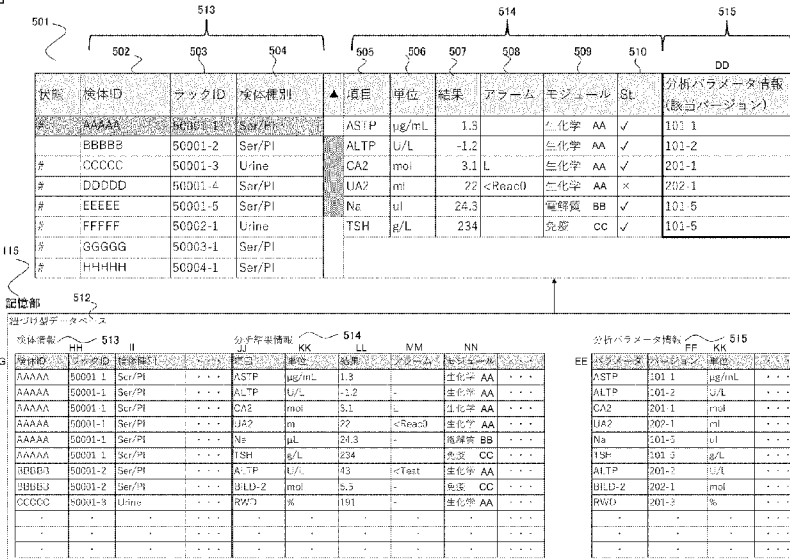 513
514
515
501
502
503
504
505
506
507
508
509
510
DD
状態 検体ID ラックID 検体種別 ▲ 項目 単位 結果 アラーム モジュール St. 分析パラメータ情報
(該当バージョン)
# AAAAA 50001-1 Ser/Pl ASTP µg/mL 1.3 生化学 AA ✓ 101-1
BBBBB 50001-2 Ser/Pl ALTP U/L -1.2 生化学 AA ✓ 101-2
# CCCCC 50001-3 Urine CA2 mol 3.1 L 生化学 AA ✓ 201-1
# DDDDD 50001-4 Ser/Pl UA2 ml 22 <Reac0 生化学 AA × 202-1
# EEEEE 50001-5 Ser/Pl Na ul 24.3 電解質 BB ✓ 101-5
# FFFFF 50002-1 Urine TSH g/L 234 免疫 CC ✓ 101-5
# GGGGG 50003-1 Ser/Pl
# HHHHH 50004-1 Ser/Pl
116
記憶部
512
紐づけ型データベース
検体情報 513 分析結果情報 514 分析パラメータ情報 515
HH II JJ KK LL MM NN FF KK
G 検体ID ラックID 検体種別 ・・・ 項目 単位 結果 アラーム モジュール ・・・ EE パラメータ バージョン 単位 ・・・
AAAAA 50001-1 Ser/Pl ・・・ ASTP µg/mL 1.3 - 生化学 AA ・・・ ASTP 101-1 µg/mL ・・・
AAAAA 50001-1 Ser/Pl ・・・ ALTP U/L -1.2 - 生化学 AA ・・・ ALTP 101-2 U/L ・・・
AAAAA 50001-1 Ser/Pl ・・・ CA2 mol 3.1 L 生化学 AA ・・・ CA2 201-1 mol ・・・
AAAAA 50001-1 Ser/Pl ・・・ UA2 22 <Reac0 生化学 AA ・・・ UA2 202-1 ml ・・・
AAAAA 50001-1 Ser/Pl ・・・ Na µL 24.3 - 電解質 BB ・・・ Na 101-5 ul ・・・
AAAAA 50001-1 Ser/Pl ・・・ TSH g/L 234 - 免疫 CC ・・・ TSH 101-5 g/L ・・・
BBBBB 50001-2 Ser/Pl ・・・ ALTP U/L 43 <Test 生化学 AA ・・・ ALTP 201-2 U/L ・・・
BBBBB 50001-2 Ser/Pl ・・・ BILD-2 mol 5.5 - 免疫 CC ・・・ BILD-2 202-1 mol ・・・
CCCCC 50001-3 Urine ・・・ RWD % 191 - 生化学 AA ・・・ RWD 201-3 % ・・・